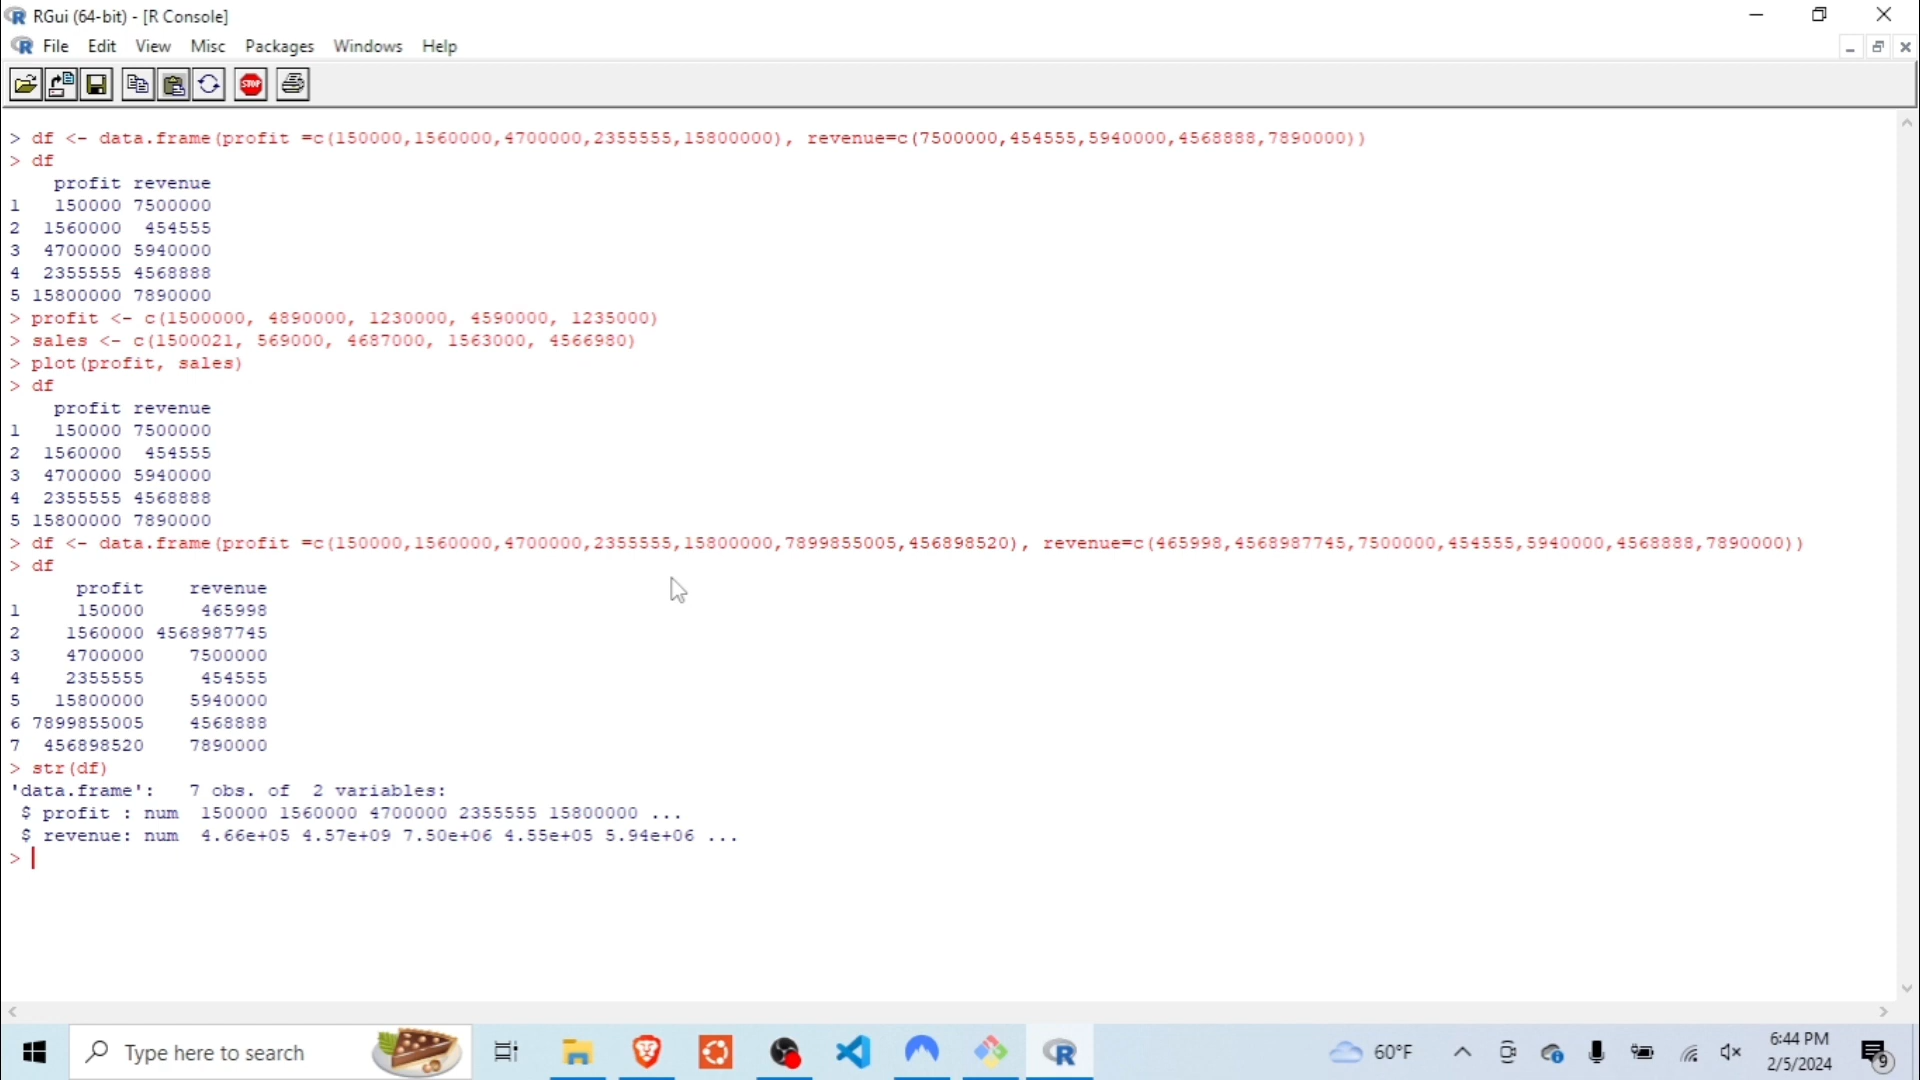 RGui (64-bit) - [R Console]
File Edit View Misc Packages Windows Help
STOP
> df <- data.frame(profit =c(150000,1560000,4700000,2355555,15800000), revenue=c(7500000,454555,5940000,4568888,7890000))
> df
profit revenue
1 150000 7500000
2 1560000 454555
3 4700000 5940000
4 2355555 4568888
5 15800000 7890000
> profit <- c(1500000, 4890000, 1230000, 4590000, 1235000)
> sales <- c(1500021, 569000, 4687000, 1563000, 4566980)
> plot(profit, sales)
> df
profit revenue
1 150000 7500000
2 1560000 454555
3 4700000 5940000
4 2355555 4568888
5 15800000 7890000
> df <- data.frame(profit =c(150000,1560000,4700000,2355555,15800000,7899855005,456898520), revenue=c(465998,4568987745,7500000,454555,5940000,4568888,7890000))
> df
profit revenue
1 150000 465998
2 1560000 4568987745
3 4700000 7500000
4 2355555 454555
5 15800000 5940000
6 7899855005 4568888
7 456898520 7890000
> str(df)
'data.frame': 7 obs. of 2 variables:
$ profit : num 150000 1560000 4700000 2355555 15800000 ...
$ revenue: num 4.66e+05 4.57e+09 7.50e+06 4.55e+05 5.94e+06 ...
>
Type here to search
60°F
6:44 PM
2/5/2024
9